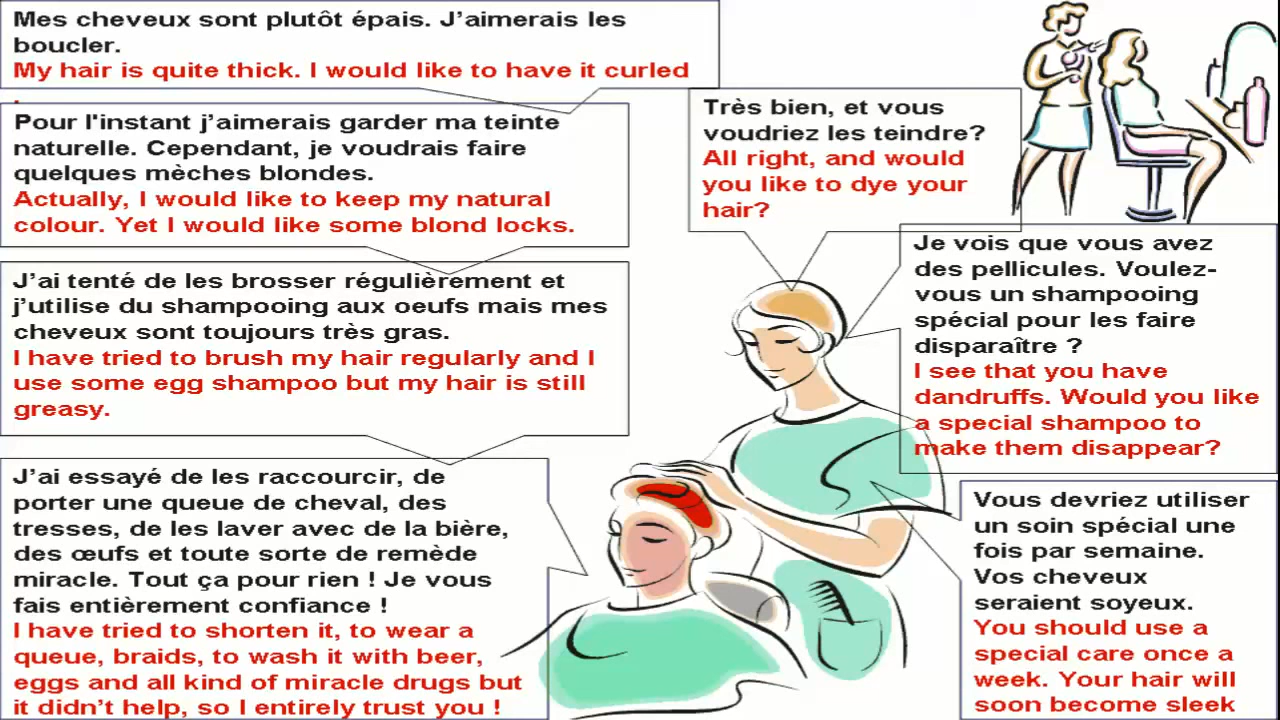 Mes cheveux sont plutôt épais. J’aimerais les
boucler.
My hair is quite thick. I would like to have it curled
Très bien, et vous
voudriez les teindre?
All right, and would
you like to dye your
hair?
Pour l'instant j’aimerais garder ma teinte
naturelle. Cependant, je voudrais faire
quelques mèches blondes.
Actually, I would like to keep my natural
colour. Yet I would like some blond locks.
Je vois que vous avez
des pellicules. Voulez-
vous un shampooing
spécial pour les faire
disparaître ?
I see that you have
dandruffs. Would you like
a special shampoo to
make them disappear?
J’ai tenté de les brosser régulièrement et
j’utilise du shampooing aux oeufs mais mes
cheveux sont toujours très gras.
I have tried to brush my hair regularly and I
use some egg shampoo but my hair is still
greasy.
Vous devriez utiliser
un soin spécial une
fois par semaine.
Vos cheveux
seraient soyeux.
You should use a
special care once a
week. Your hair will
soon become sleek
J’ai essayé de les raccourcir, de
porter une queue de cheval, des
tresses, de les laver avec de la bière,
des œufs et toute sorte de remède
miracle. Tout ça pour rien ! Je vous
fais entièrement confiance !
I have tried to shorten it, to wear a
queue, braids, to wash it with beer,
eggs and all kind of miracle drugs but
it didn’t help, so I entirely trust you !